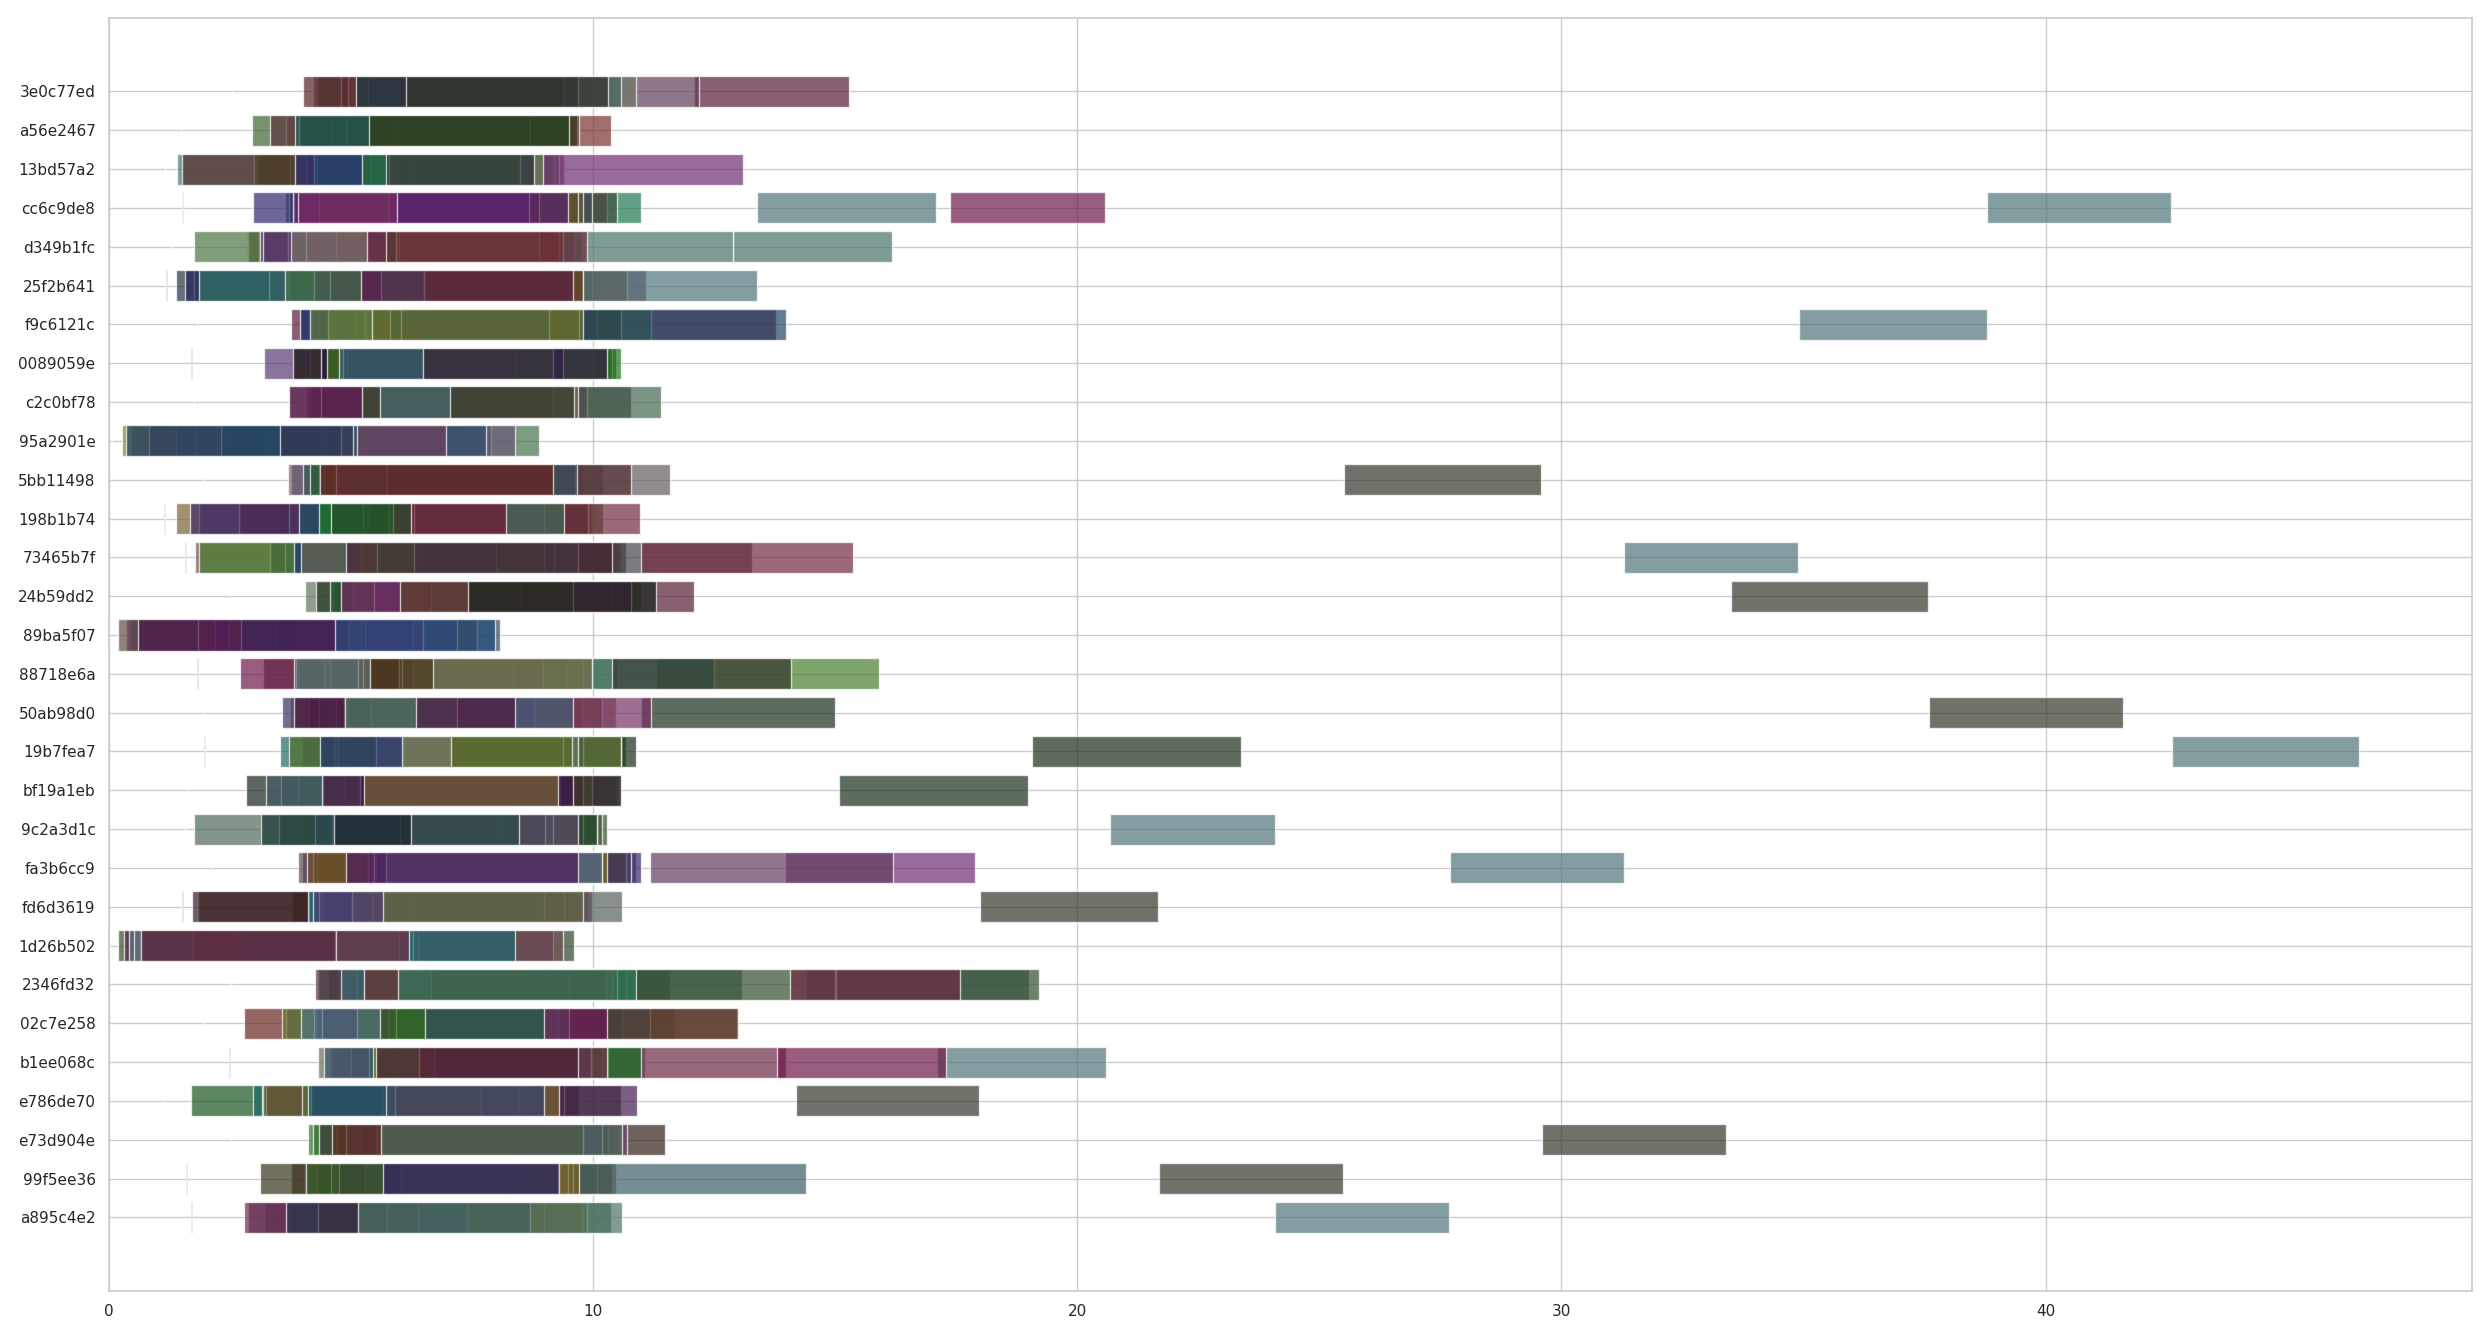 3e0c77ed
a56e2467
13bd57a2
cc6c9de8
d349b1fc
25f2b641
f9c6121c
0089059e
c2c0bf78
95a2901e
5bb11498
198b1b74
73465b7f
24b59dd2
89ba5f07
88718e6a
50ab98d0
19b7fea7
bf19a1eb
9c2a3d1c
fa3b6cc9
fd6d3619
1d26b502
2346fd32
02c7e258
b1ee068c
e786de70
e73d904e
99f5ee36
a895c4e2
0 10 20 30 40